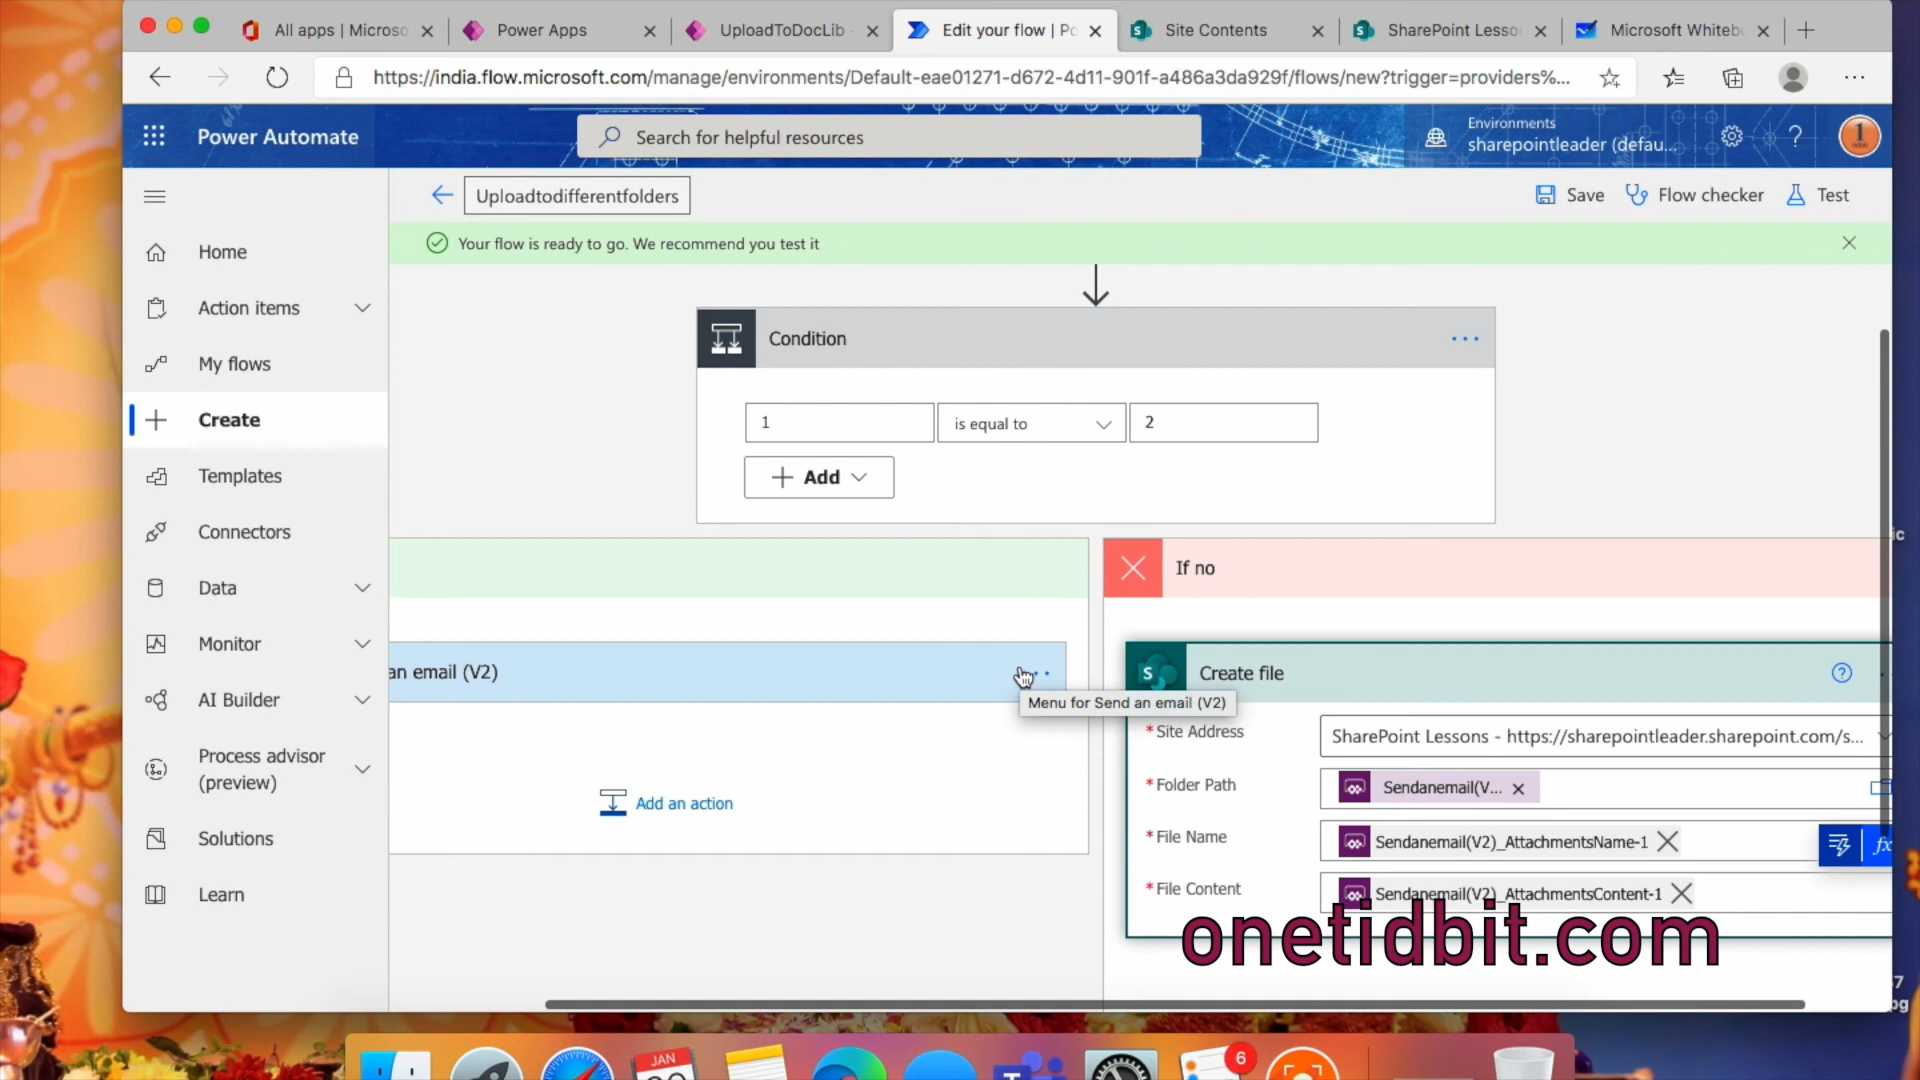 All apps | Microso
Power Apps
UploadToDocLib -
Edit your flow | Po
Site Contents
SharePoint Lesso
Microsoft Whiteb
https://india.flow.microsoft.com/manage/environments/Default-eae01271-d672-4d11-901f-a486a3da929f/flows/new?trigger=providers%...
Power Automate
Search for helpful resources
Environments
sharepointleader (defau...
Uploadtodifferentfolders
Save
Flow checker
Test
Your flow is ready to go. We recommend you test it
Home
Action items
My flows
Create
Templates
Connectors
Data
Monitor
AI Builder
Process advisor
(preview)
Solutions
Learn
Condition
1
is equal to
2
Add
If no
an email (V2)
Menu for Send an email (V2)
Add an action
Create file
* Site Address
SharePoint Lessons - https://sharepointleader.sharepoint.com/s...
* Folder Path
Sendanemail(V...
* File Name
Sendanemail(V2)_AttachmentsName-1
fx
* File Content
Sendanemail(V2)_AttachmentsContent-1
onetidbit.com
ic
JAN
6